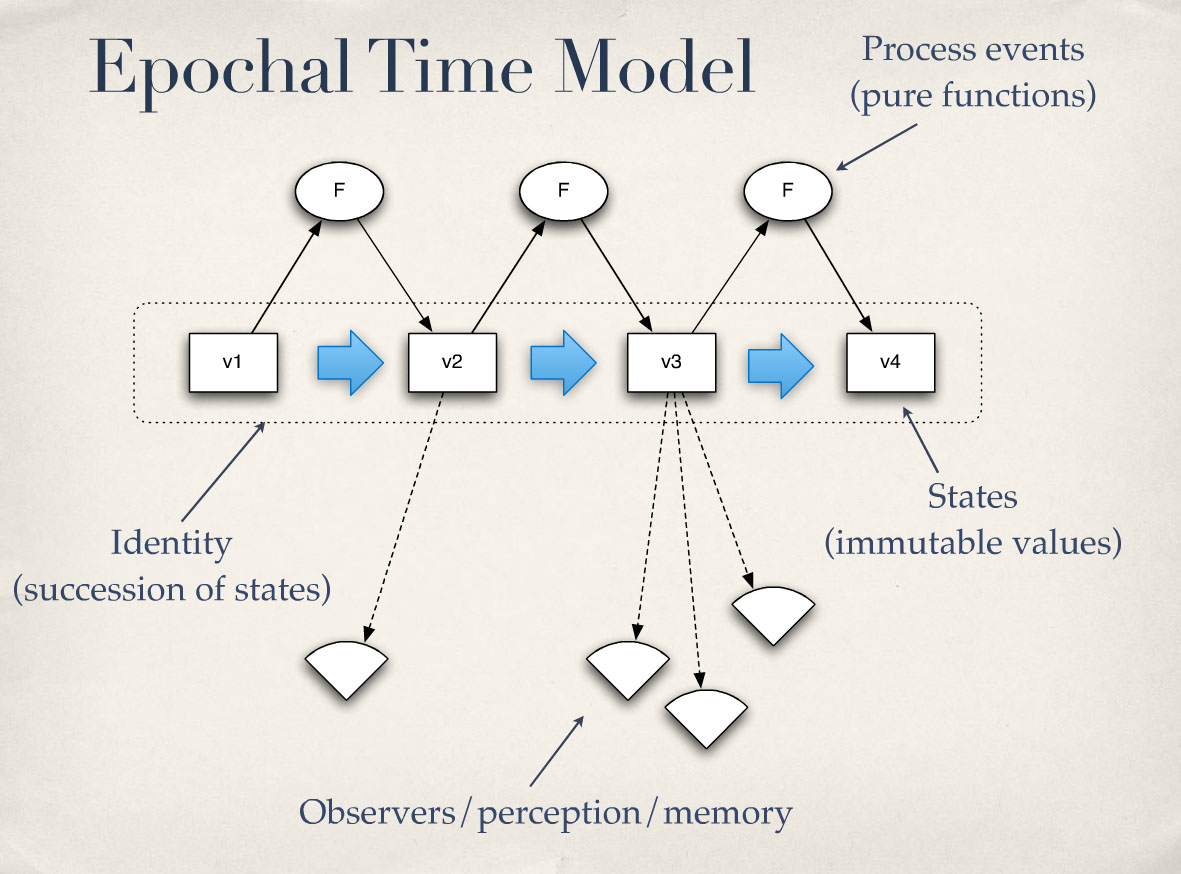 Epochal Time Model
Process events
(pure functions)
F
F
F
v1
v2
v3
v4
Identity
(succession of states)
States
(immutable values)
Observers/perception/memory